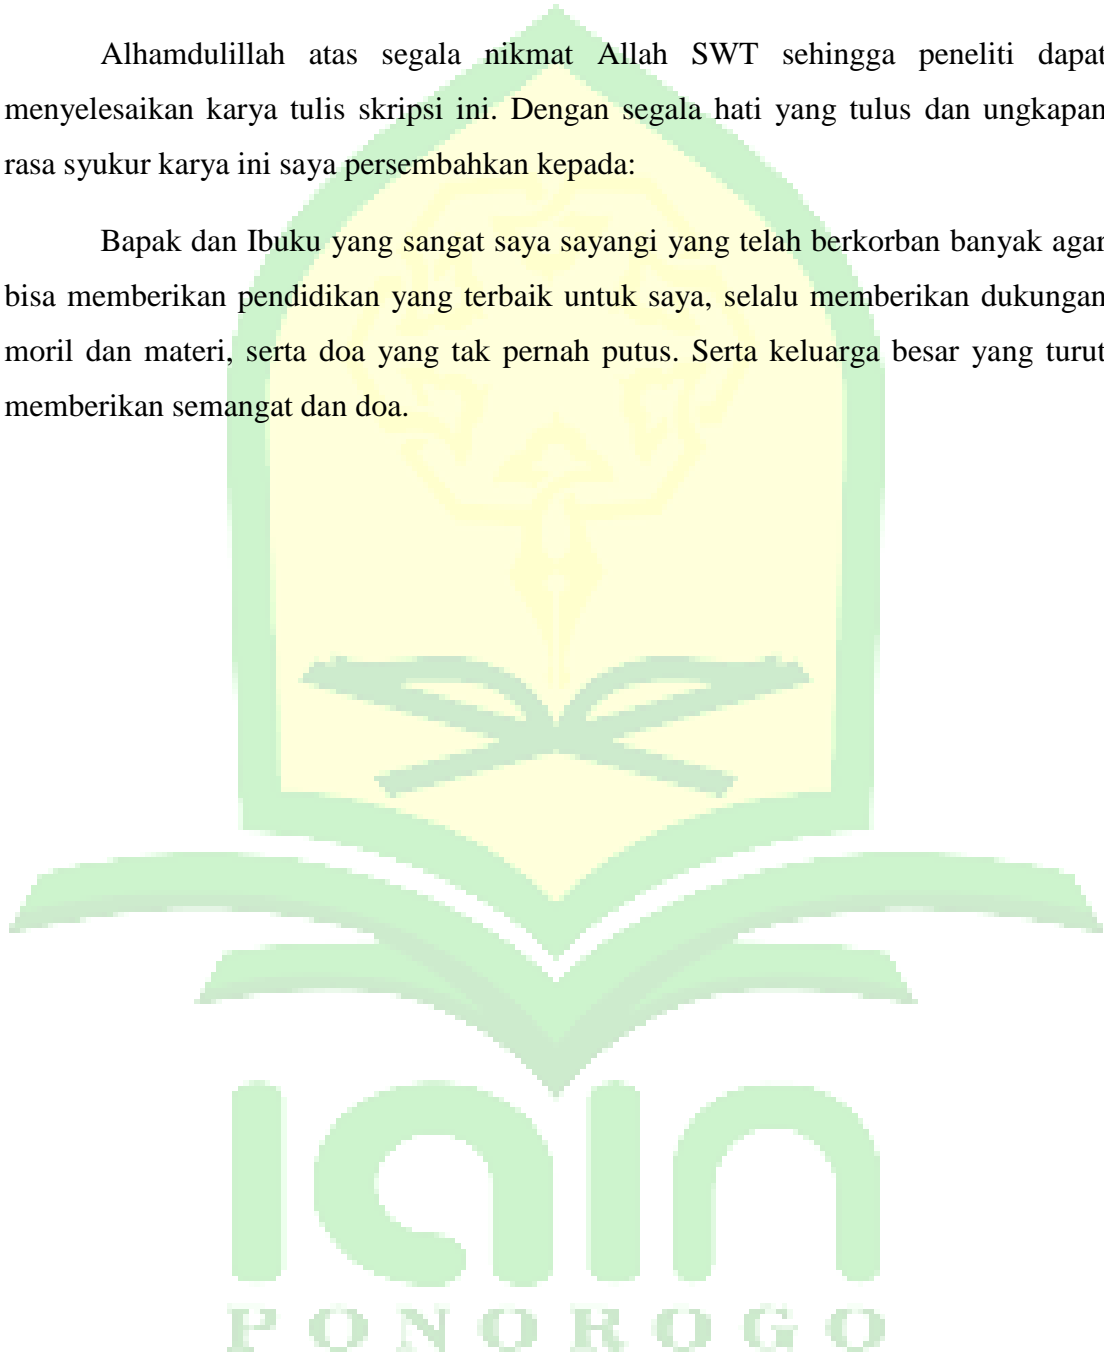 Alhamdulillah atas segala nikmat Allah SWT sehingga peneliti dapat
menyelesaikan karya tulis skripsi ini. Dengan segala hati yang tulus dan ungkapan
rasa syukur karya ini saya persembahkan kepada:
Bapak dan Ibuku yang sangat saya sayangi yang telah berkorban banyak agar
bisa memberikan pendidikan yang terbaik untuk saya, selalu memberikan dukungan
moril dan materi, serta doa yang tak pernah putus. Serta keluarga besar yang turut
memberikan semangat dan doa.
iain
PONOROGO